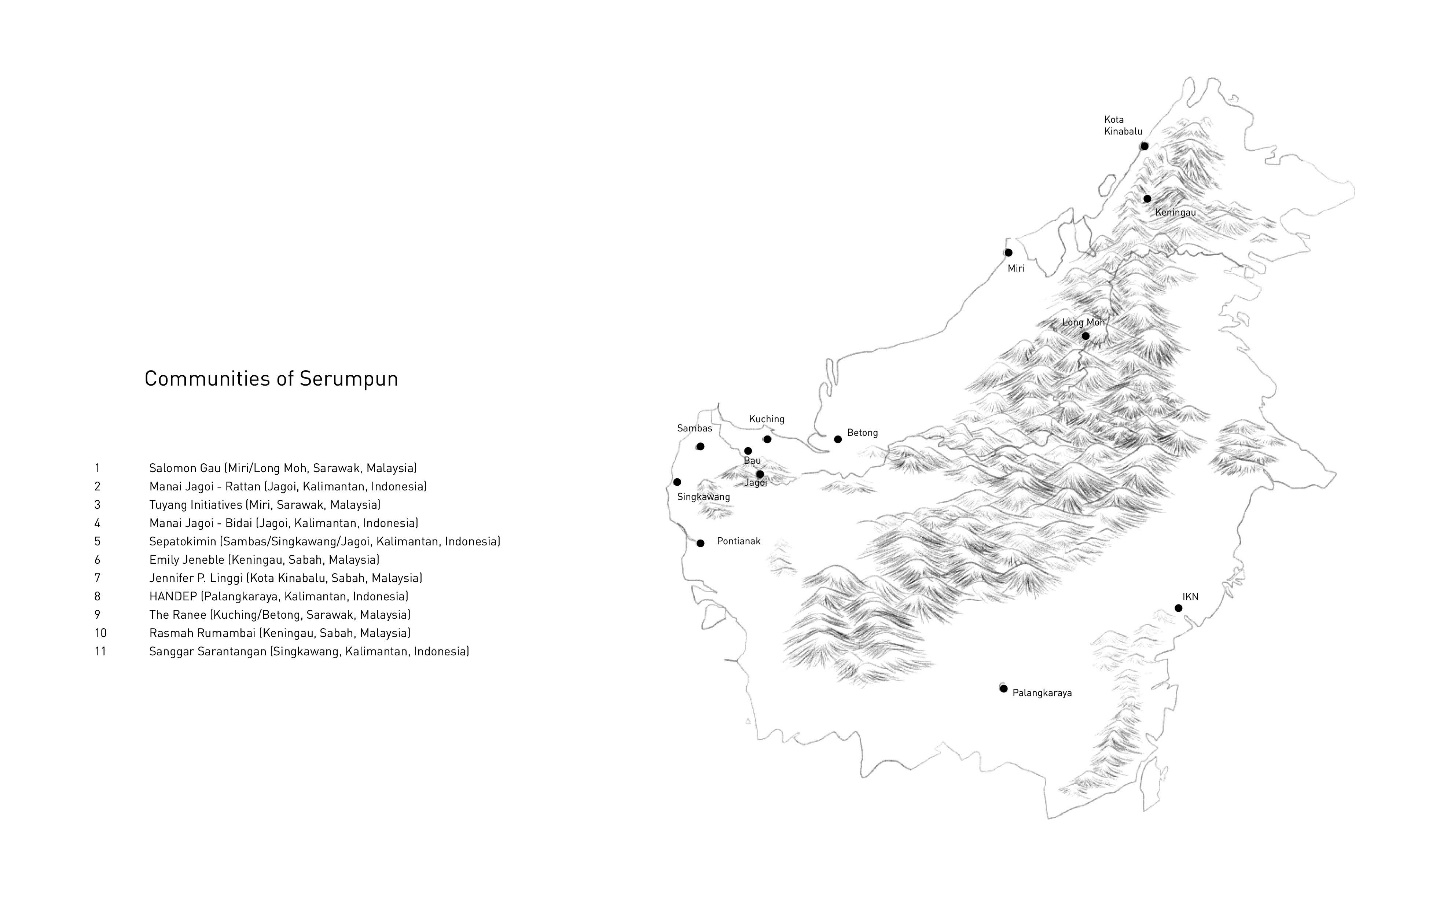 Communities of Serumpun
1 Salomon Gau (Miri/Long Moh, Sarawak, Malaysia)
2 Manai Jagoi - Rattan (Jagoi, Kalimantan, Indonesia)
3 Tuyang Initiatives (Miri, Sarawak, Malaysia)
4 Manai Jagoi - Bidai (Jagoi, Kalimantan, Indonesia)
5 Sepatokimin (Sambas/Singkawang/Jagoi, Kalimantan, Indonesia)
6 Emily Jeneble (Keningau, Sabah, Malaysia)
7 Jennifer P. Linggi (Kota Kinabalu, Sabah, Malaysia)
8 HANDEP (Palangkaraya, Kalimantan, Indonesia)
9 The Ranee (Kuching/Betong, Sarawak, Malaysia)
10 Rasmah Rumambai (Keningau, Sabah, Malaysia)
11 Sanggar Sarantangan (Singkawang, Kalimantan, Indonesia)
Kota
Kinabalu
Keningau
Miri
Long Moh
Kuching
Sambas
Betong
Bau
Jagoi
Singkawang
Pontianak
IKN
Palangkaraya